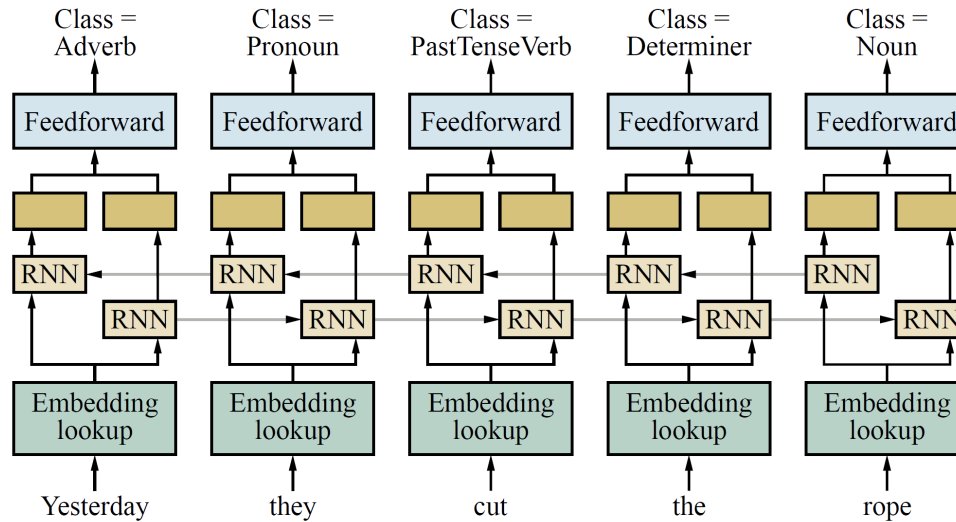 Class =
Adverb
Class =
Pronoun
Class =
PastTenseVerb
Class =
Determiner
Class =
Noun
Feedforward
Feedforward
Feedforward
Feedforward
Feedforward
RNN
RNN
RNN
RNN
RNN
RNN
RNN
RNN
RNN
RNN
Embedding
lookup
Embedding
lookup
Embedding
lookup
Embedding
lookup
Embedding
lookup
Yesterday
they
cut
the
rope